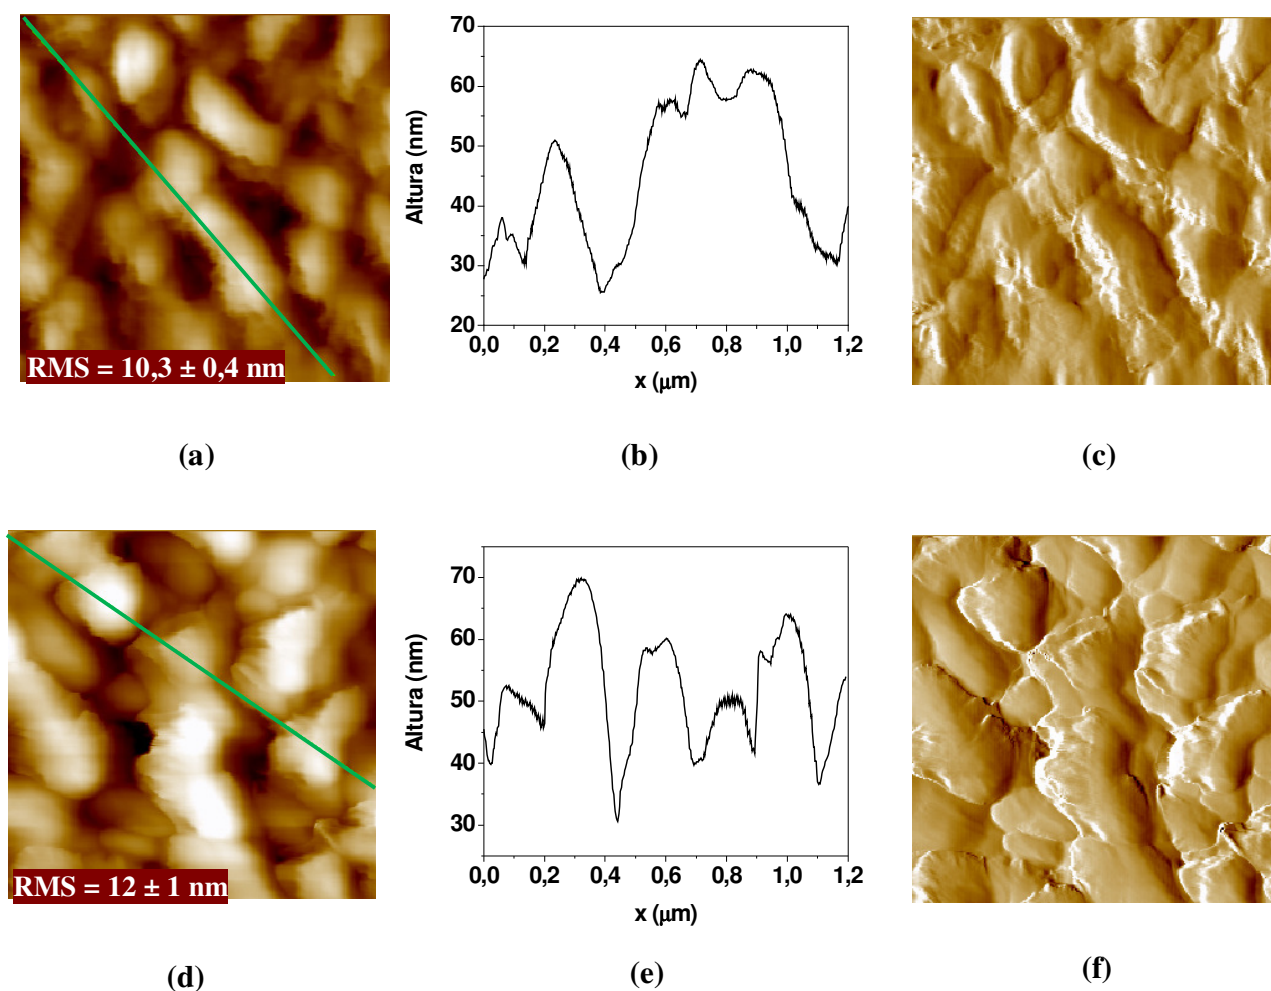 RMS = 10,3 ± 0,4 nm
(a)
Altura (nm)
70
60
50
40
30
20
0,0 0,2 0,4 0,6 0,8 1,0 1,2
x (μm)
(b)
(c)
RMS = 12 ± 1 nm
(d)
Altura (nm)
70
60
50
40
30
0,0 0,2 0,4 0,6 0,8 1,0 1,2
x (μm)
(e)
(f)